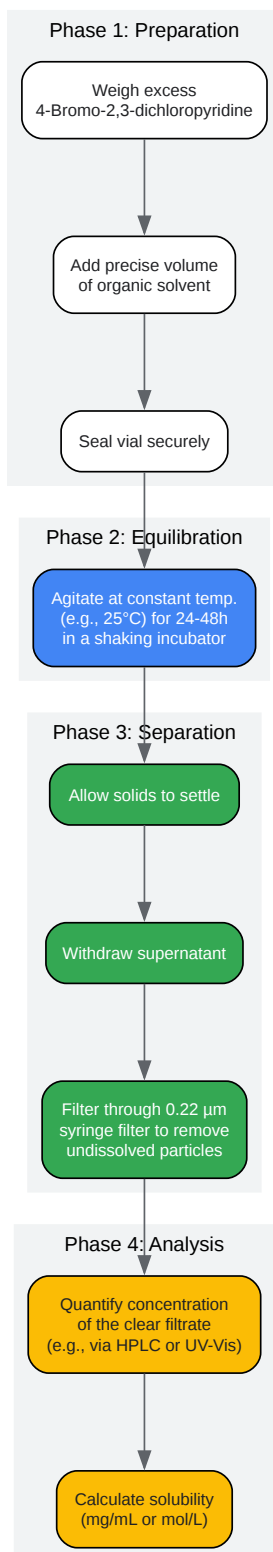 Phase 1: Preparation
Weigh excess
4-Bromo-2,3-dichloropyridine
Add precise volume
of organic solvent
Seal vial securely
Phase 2: Equilibration
Agitate at constant temp.
(e.g., 25°C) for 24-48h
in a shaking incubator
Phase 3: Separation
Allow solids to settle
Withdraw supernatant
Filter through 0.22 µm
syringe filter to remove
undissolved particles
Phase 4: Analysis
Quantify concentration
of the clear filtrate
(e.g., via HPLC or UV-Vis)
Calculate solubility
(mg/mL or mol/L)